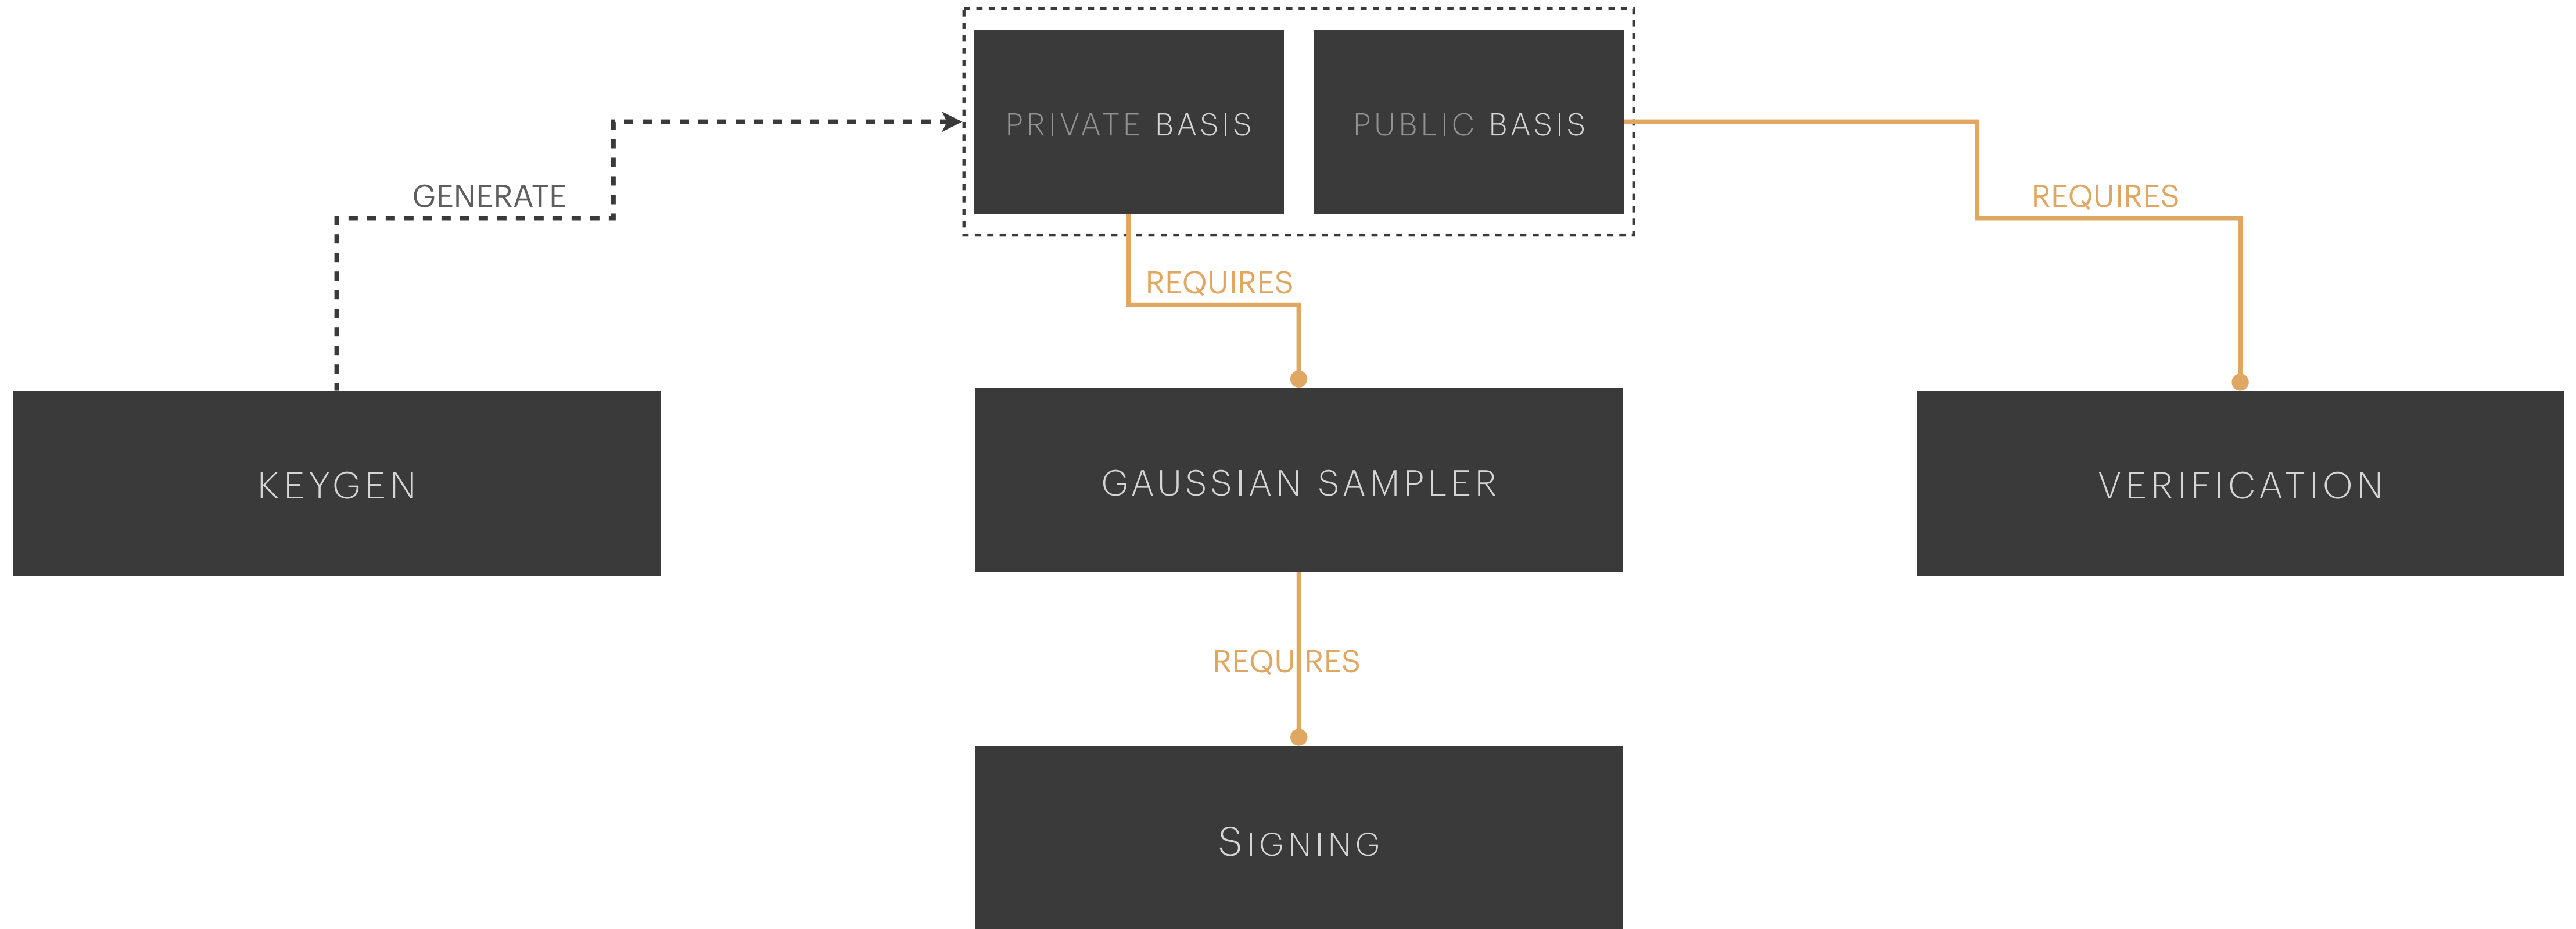 PRIVATE BASIS
PUBLIC BASIS
GENERATE
REQUIRES
REQUIRES
KEYGEN
GAUSSIAN SAMPLER
VERIFICATION
REQUIRES
SIGNING